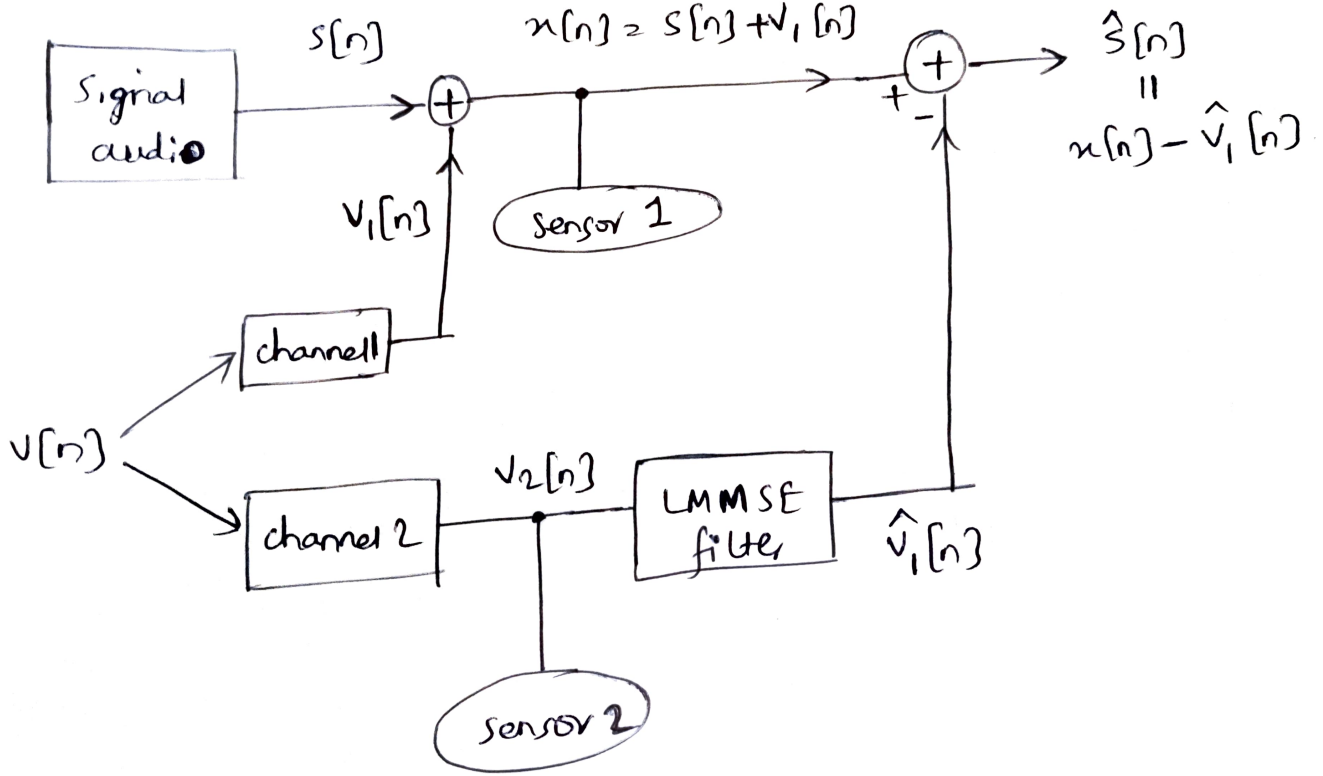 Signal
audio
s[n]
x[n] = s[n] + v₁[n]
+
+
+
-
ŝ[n]
=
x[n] - v̂₁[n]
v₁[n]
sensor 1
channel1
v[n]
channel 2
v₂[n]
LMMSE
filter
v̂₁[n]
sensor 2